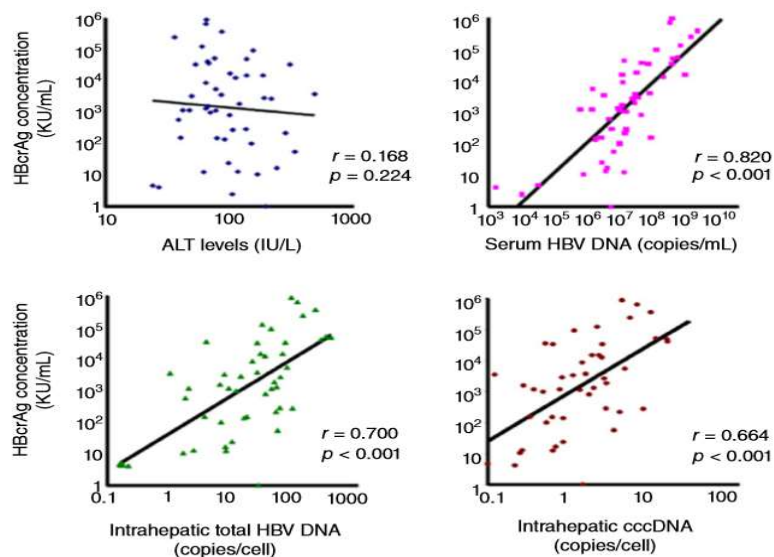 HBcrAg concentration
(KU/mL)
10⁶
10⁵
10⁴
10³
10²
10
1
10
100
1000
r = 0.168
p = 0.224
ALT levels (IU/L)
10⁶
10⁵
10⁴
10³
10²
10
1
10³ 10⁴ 10⁵ 10⁶ 10⁷ 10⁸ 10⁹ 10¹⁰
r = 0.820
p < 0.001
Serum HBV DNA (copies/mL)
HBcrAg concentration
(KU/mL)
10⁶
10⁵
10⁴
10³
10²
10
1
0.1 1 10 100 1000
r = 0.700
p < 0.001
Intrahepatic total HBV DNA
(copies/cell)
10⁶
10⁵
10⁴
10³
10²
10
1
0.1 1 10 100
r = 0.664
p < 0.001
Intrahepatic cccDNA
(copies/cell)